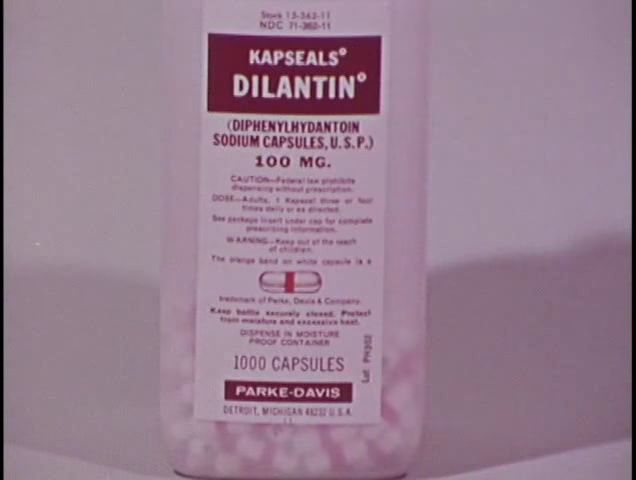 Stock 13-362-11
NDC 71-362-11
KAPSEALS®
DILANTIN®
(DIPHENYLHYDANTOIN
SODIUM CAPSULES, U.S.P.)
100 MG.
CAUTION—Federal law prohibits
dispensing without prescription.
DOSE—Adults, 1 Kapseal three or four
times daily or as directed.
See package insert under cap for complete
prescribing information.
WARNING—Keep out of the reach
of children.
The orange band on white capsule is a
trademark of Parke, Davis & Company.
Keep bottle securely closed. Protect
from moisture and excessive heat.
DISPENSE IN MOISTURE
PROOF CONTAINER
1000 CAPSULES
PARKE-DAVIS
DETROIT, MICHIGAN 48232 U.S.A.
Lot